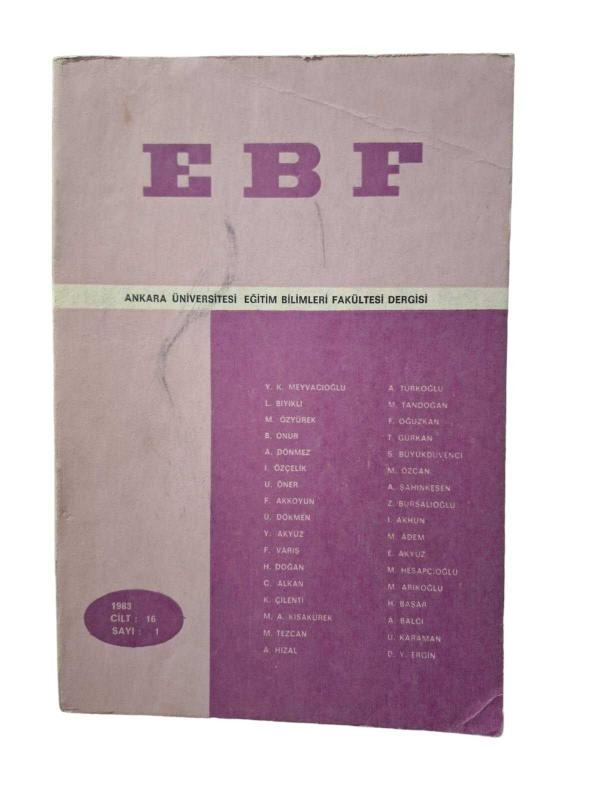 EBF
ANKARA ÜNİVERSİTESİ EĞİTİM BİLİMLERİ FAKÜLTESİ DERGİSİ
Y. K. MEYVACIOĞLU
L. BIYIKLI
M. ÖZYÜREK
B. ONUR
A. DÖNMEZ
İ. ÖZÇELİK
U. ÖNER
F. AKKOYUN
Ü. DÖKMEN
Y. AKYÜZ
F. VARIŞ
H. DOĞAN
C. ALKAN
K. ÇİLENTİ
M. A. KISAKÜREK
M. TEZCAN
A. HIZAL
A. TÜRKOĞLU
M. TANDOĞAN
F. OĞUZKAN
T. GÜRKAN
S. BÜYÜKDÜVENCİ
M. ÖZCAN
A. ŞAHİNKESEN
Z. BURSALIOĞLU
İ. AKHUN
M. ADEM
E. AKYÜZ
M. HESAPÇIOĞLU
M. ARIKOĞLU
H. BAŞAR
A. BALCI
U. KARAMAN
D. Y. ERGİN
1983
CİLT : 16
SAYI : 1